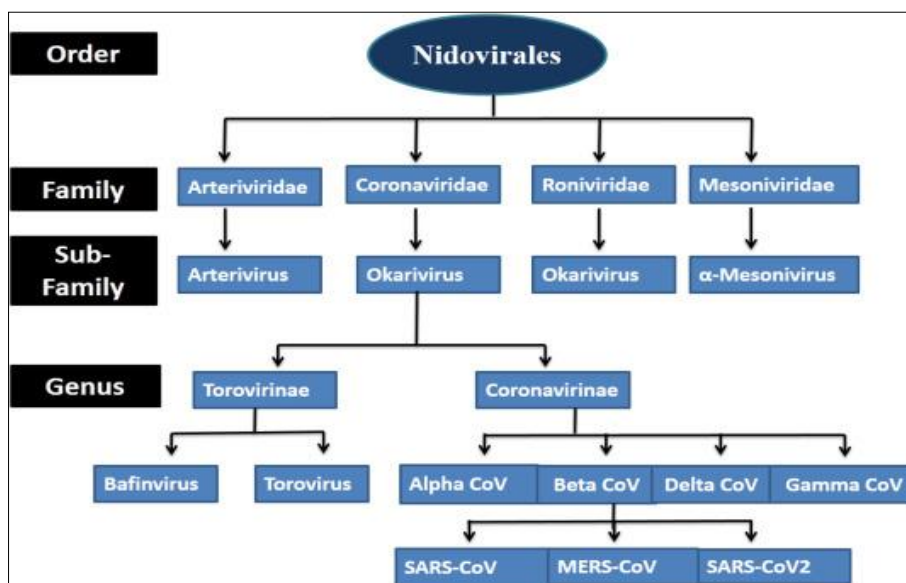 Order
Nidovirales
Family
Arteriviridae
Coronaviridae
Roniviridae
Mesoniviridae
Sub-
Family
Arterivirus
Okarivirus
Okarivirus
α-Mesonivirus
Genus
Torovirinae
Coronavirinae
Bafinvirus
Torovirus
Alpha CoV
Beta CoV
Delta CoV
Gamma CoV
SARS-CoV
MERS-CoV
SARS-CoV2